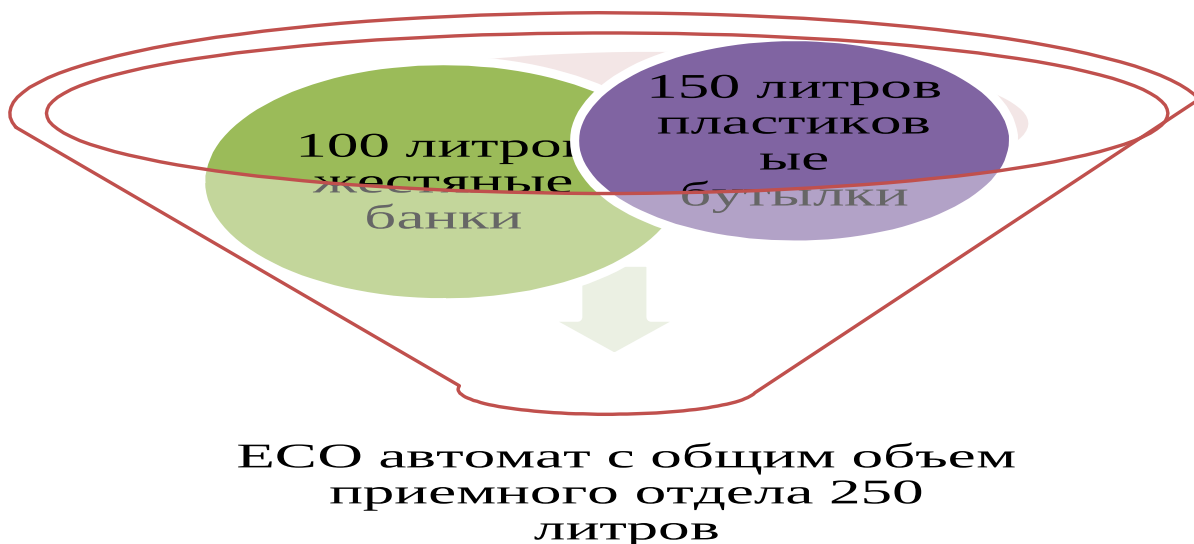 100 литров
жестяные
банки
150 литров
пластиков
ые
бутылки
ECO автомат с общим объем
приемного отдела 250
литров